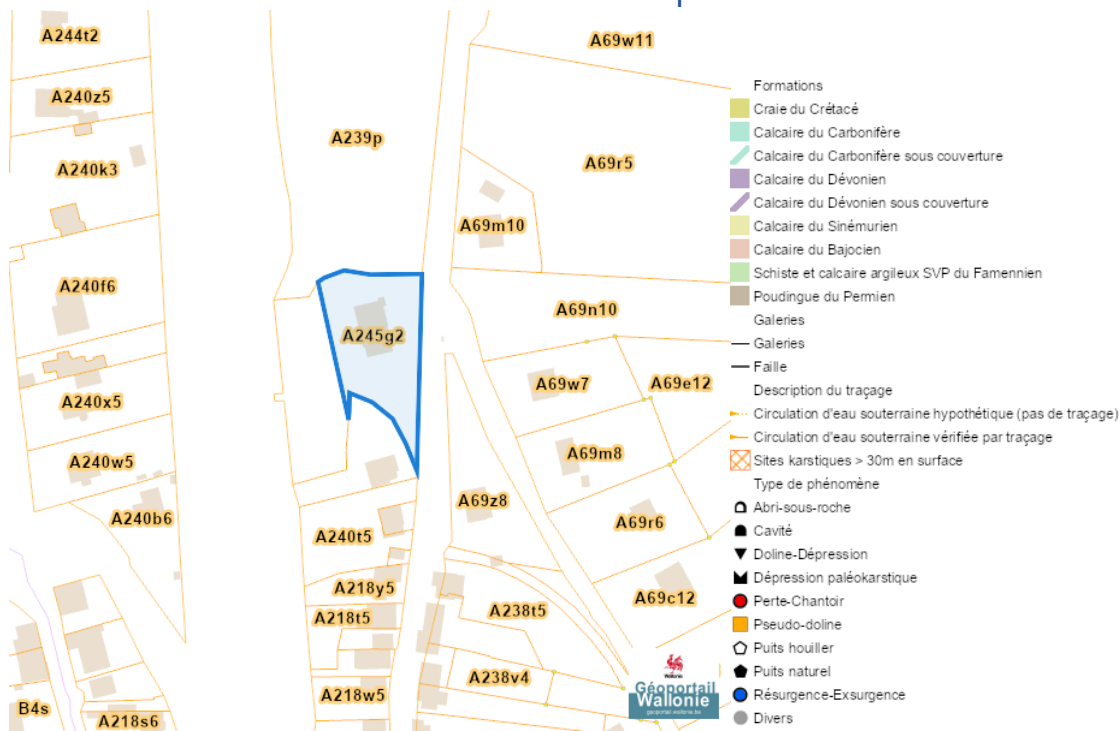 A244t2
A69w11
A240z5
A239p
A240k3
A69r5
A69m10
A240f6
A69n10
A245g2
A69w7
A69e12
A240x5
A240w5
A69m8
A240b6
A69z8
A69r6
A240t5
A218y5
A69c12
A218t5
A238t5
A238v4
A218w5
B4s
A218s6
Wallonie
Géoportail
Wallonie
geoportail.wallonie.be
Formations
Craie du Crétacé
Calcaire du Carbonifère
Calcaire du Carbonifère sous couverture
Calcaire du Dévonien
Calcaire du Dévonien sous couverture
Calcaire du Sinémurien
Calcaire du Bajocien
Schiste et calcaire argileux SVP du Famennien
Poudingue du Permien
Galeries
Galeries
Faille
Description du traçage
Circulation d'eau souterraine hypothétique (pas de traçage)
Circulation d'eau souterraine vérifiée par traçage
Sites karstiques > 30m en surface
Type de phénomène
Abri-sous-roche
Cavité
Doline-Dépression
Dépression paléokarstique
Perte-Chantoir
Pseudo-doline
Puits houiller
Puits naturel
Résurgence-Exsurgence
Divers